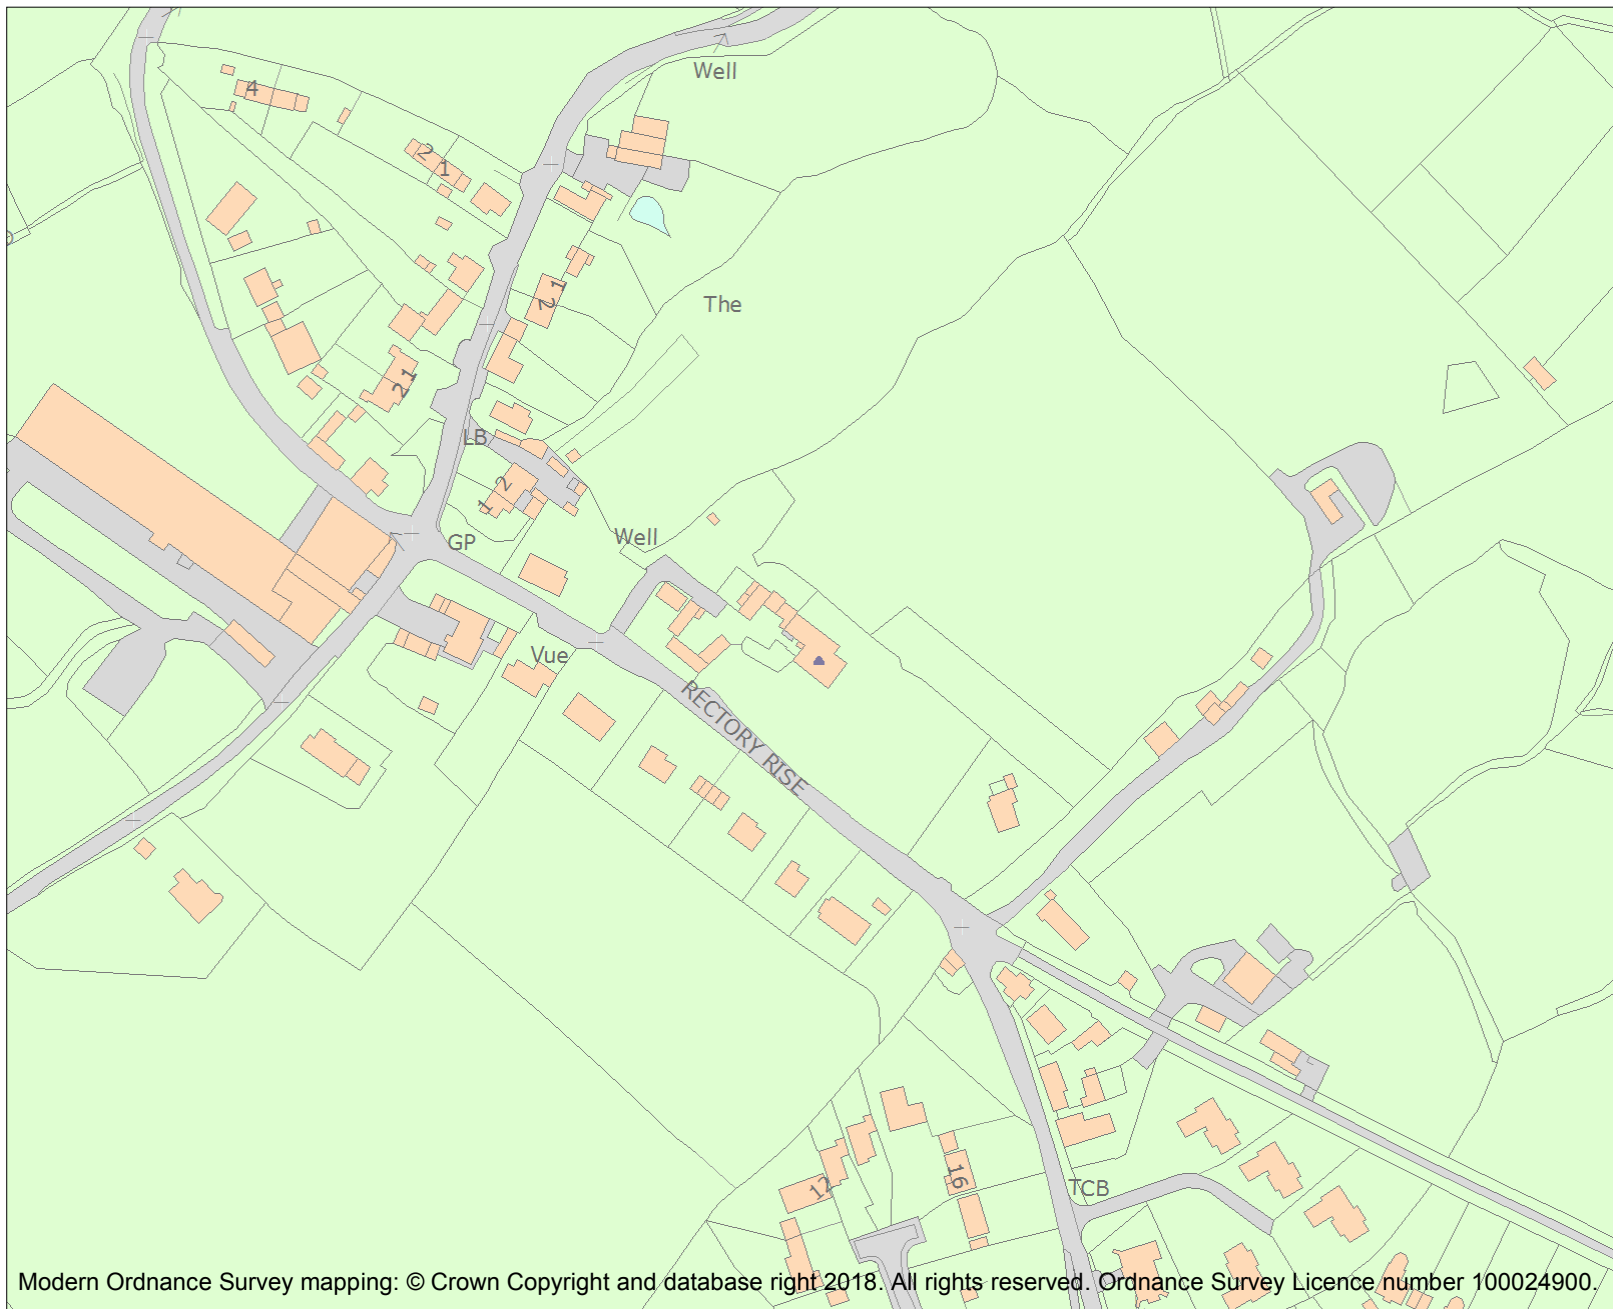 Well
4
2
1
1
2
The
2 1
LB
2
1
GP
Well
Vue
RECTORY RISE
16
12
TCB
Modern Ordnance Survey mapping: © Crown Copyright and database right 2018. All rights reserved. Ordnance Survey Licence number 100024900.